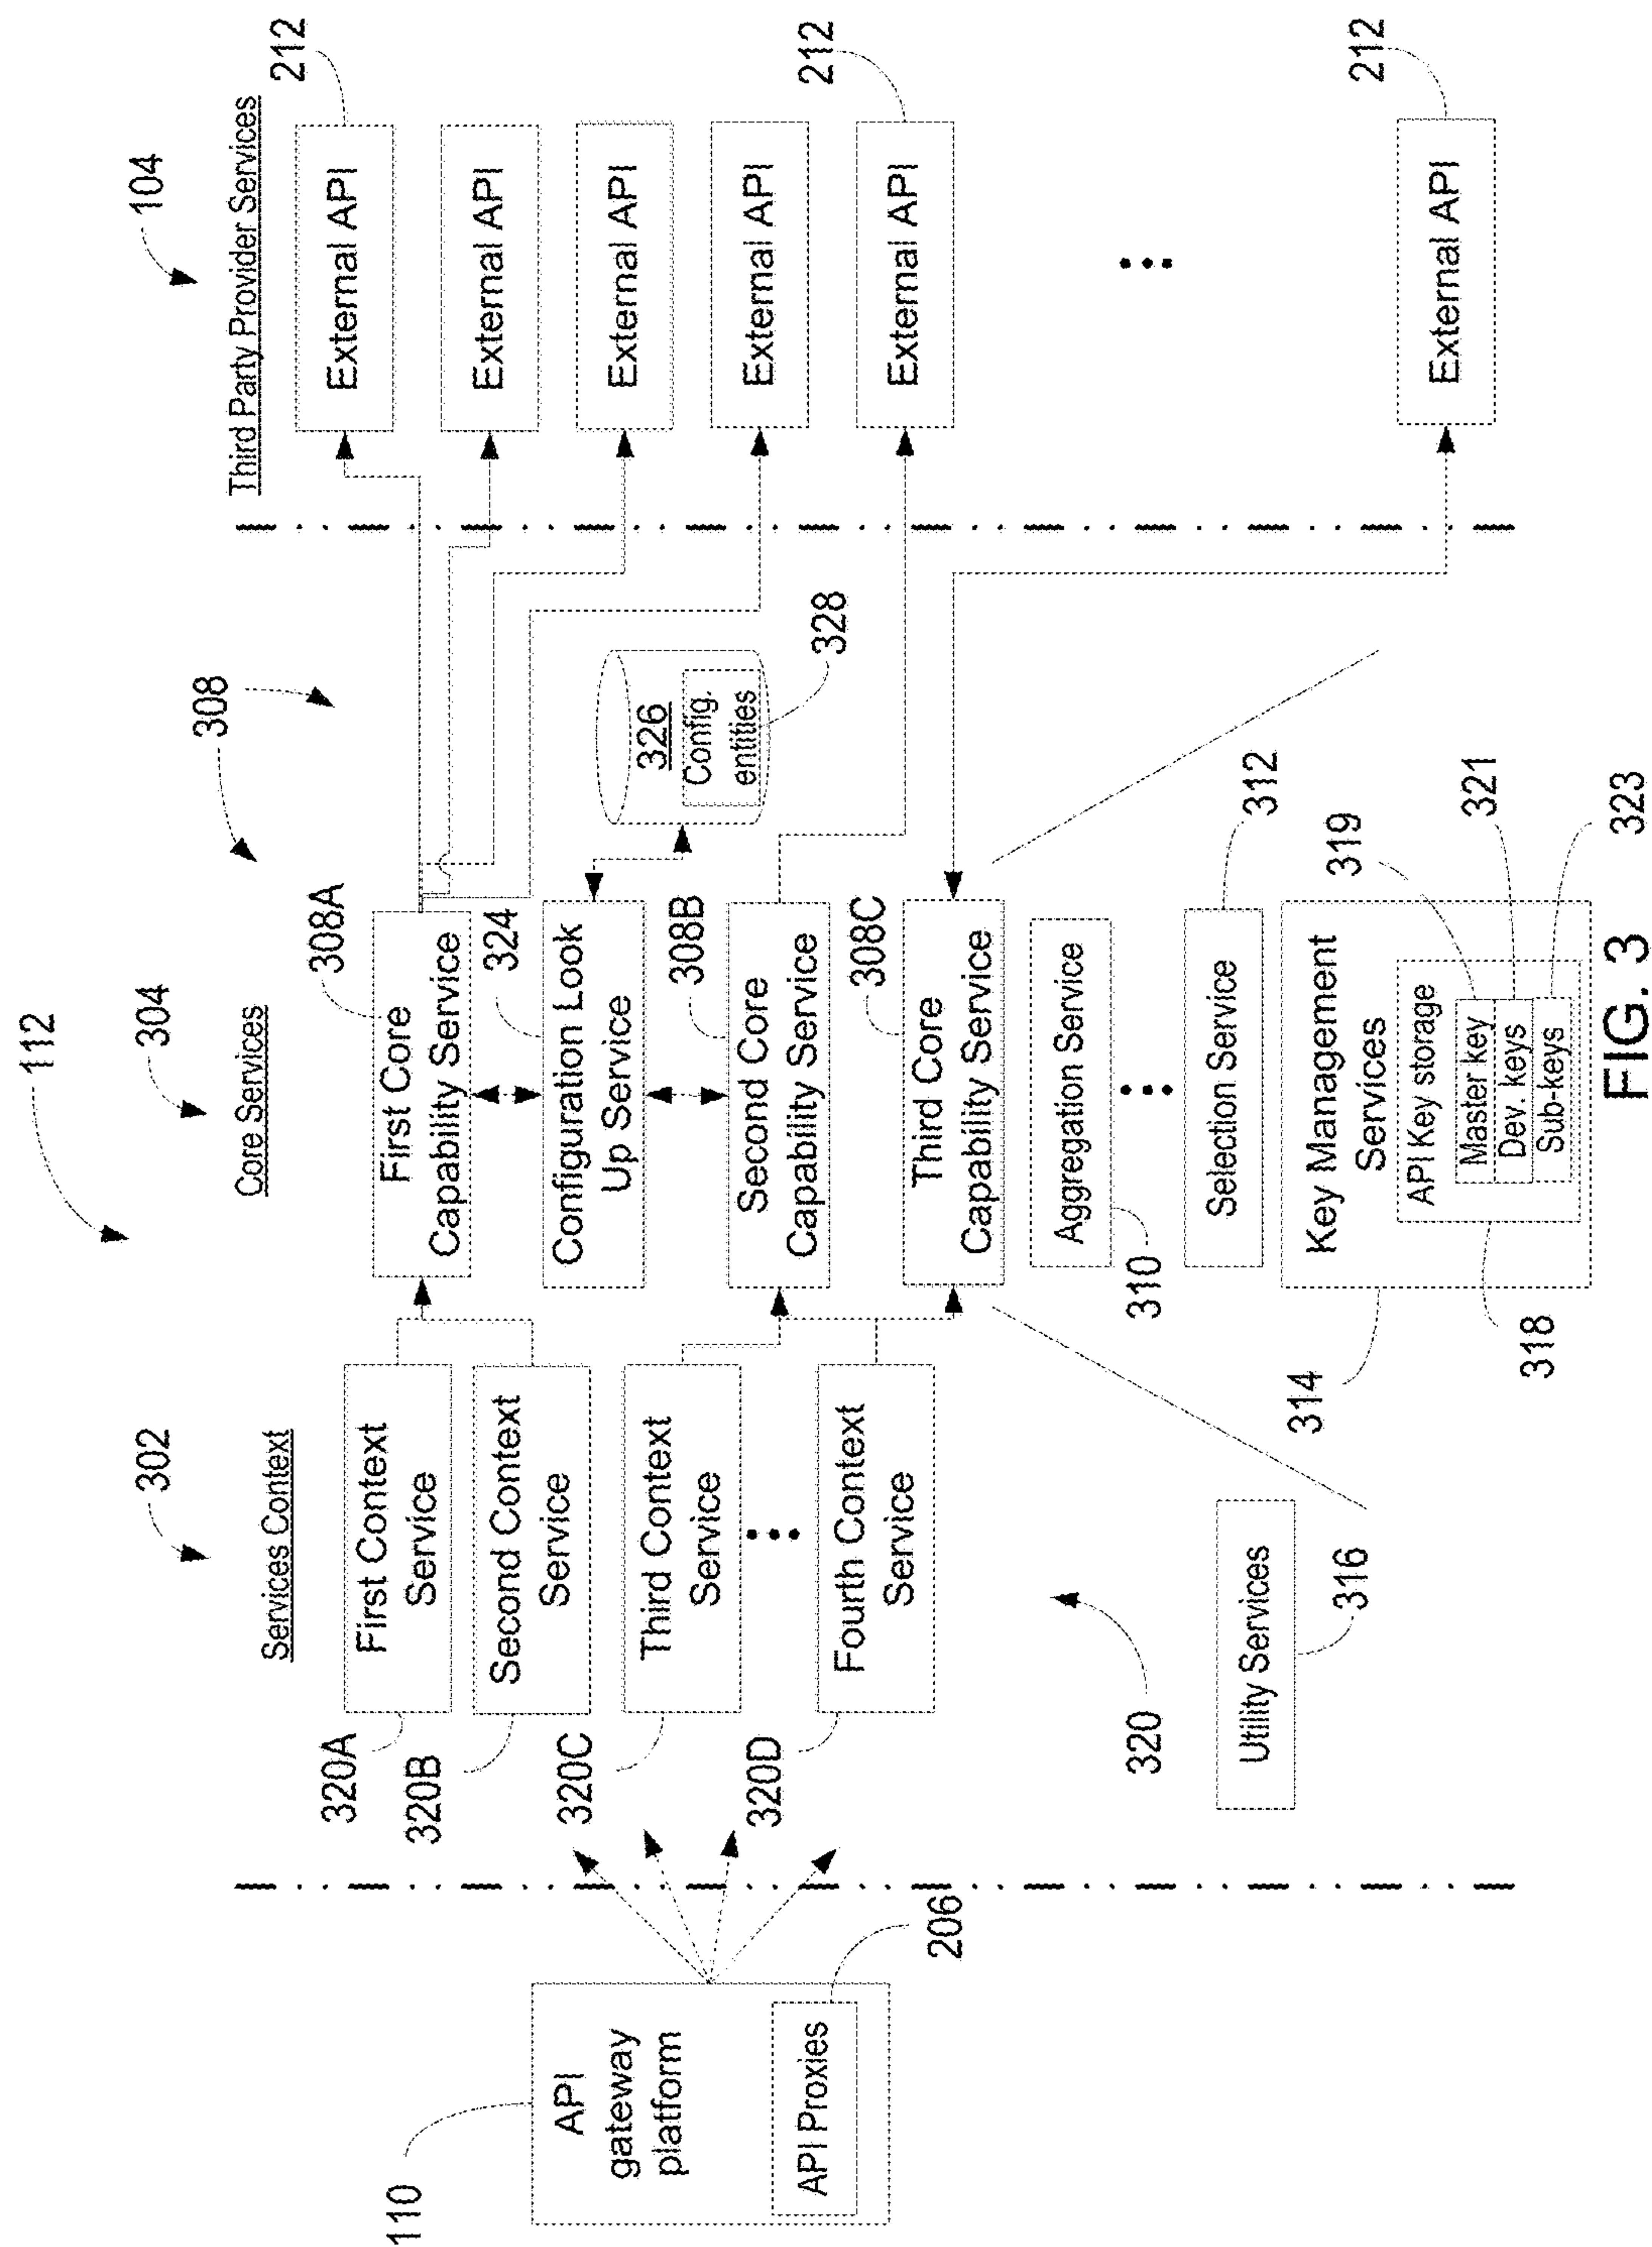 112
302
304
308
104
Services Context
Core Services
Third Party Provider Services
110
API
gateway
platform
API Proxies
206
320A
First Context
Service
320B
Second Context
Service
320C
Third Context
Service
320D
Fourth Context
Service
320
Utility Services
316
308A
First Core
Capability Service
324
Configuration Look
Up Service
308B
Second Core
Capability Service
308C
Third Core
Capability Service
Aggregation Service
310
Selection Service
312
Key Management
Services
314
API Key storage
318
Master key
319
Dev. keys
321
Sub-keys
323
326
Config.
entities
328
External API
212
External API
External API
External API
External API
212
External API
212
FIG. 3